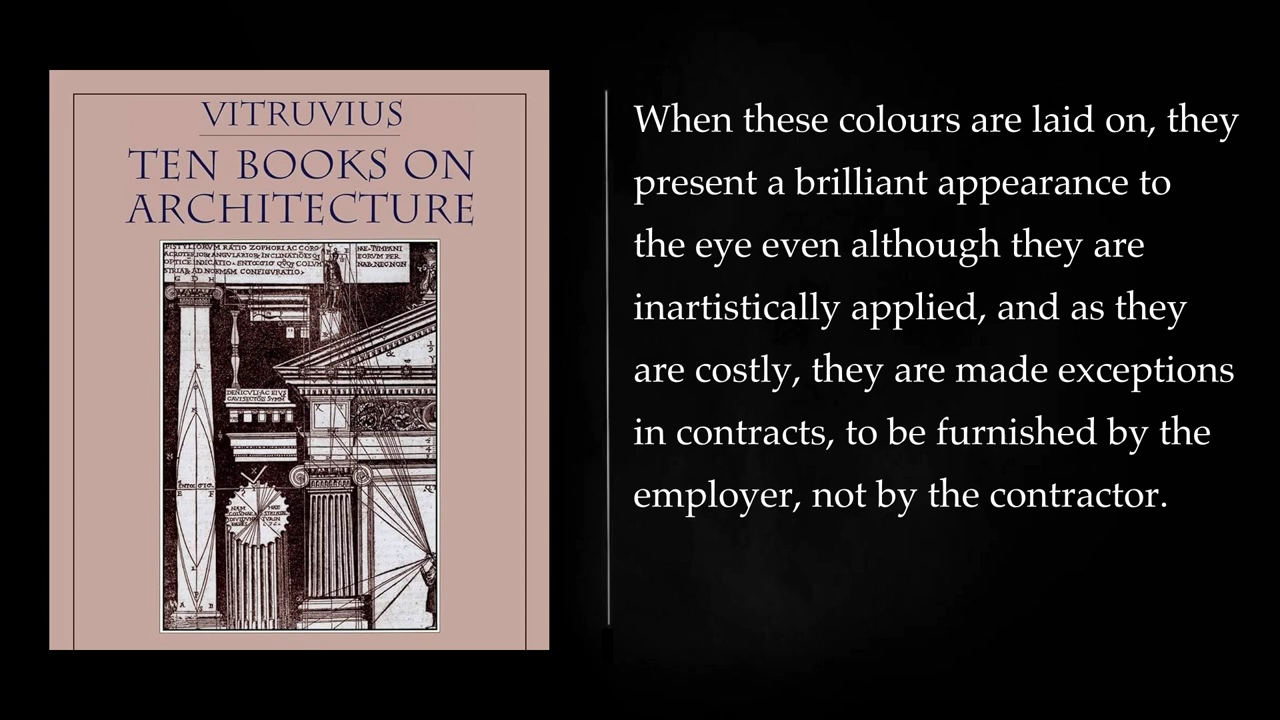 VITRUVIUS
TEN BOOKS ON
ARCHITECTURE
When these colours are laid on, they
present a brilliant appearance to
the eye even although they are
inartistically applied, and as they
are costly, they are made exceptions
in contracts, to be furnished by the
employer, not by the contractor.